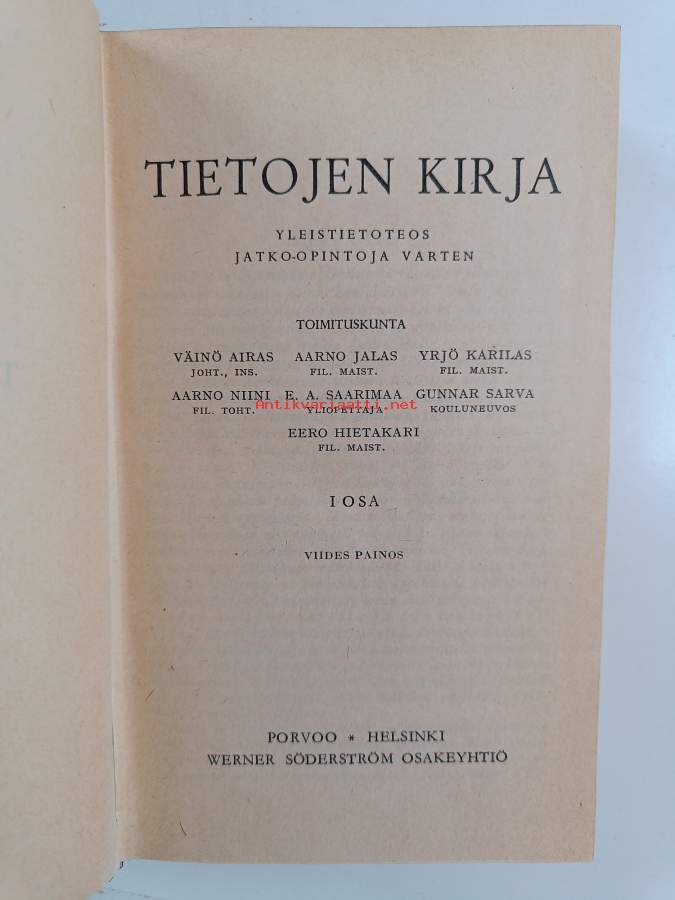 TIETOJEN KIRJA
YLEISTIETOTEOS
JATKO-OPINTOJA VARTEN
TOIMITUSKUNTA
VÄINÖ AIRAS AARNO JALAS YRJÖ KARILAS
JOHT., INS. FIL. MAIST. FIL. MAIST.
AARNO NIINI E. A. SAARIMAA GUNNAR SARVA
Antikvariaatti.net
FIL. TOHT. YLIOPETTAJA KOULUNEUVOS
EERO HIETAKARI
FIL. MAIST.
I OSA
VIIDES PAINOS
PORVOO * HELSINKI
WERNER SÖDERSTRÖM OSAKEYHTIÖ